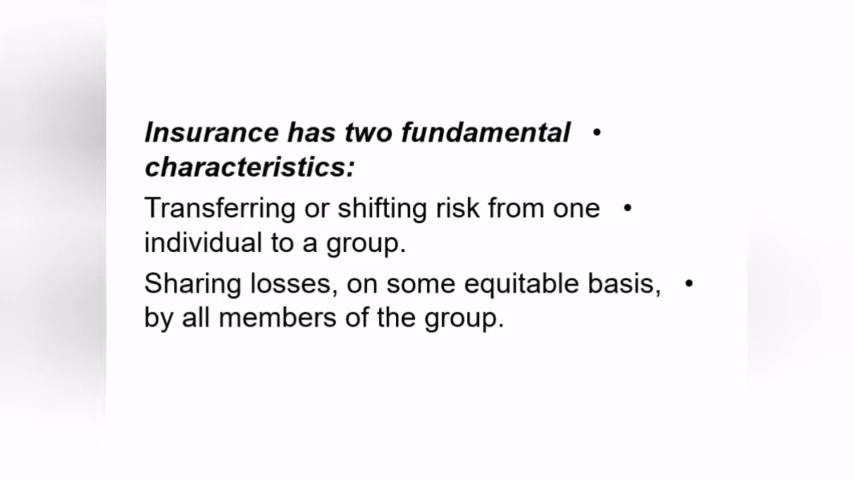 Insurance has two fundamental •
characteristics:
Transferring or shifting risk from one •
individual to a group.
Sharing losses, on some equitable basis, •
by all members of the group.